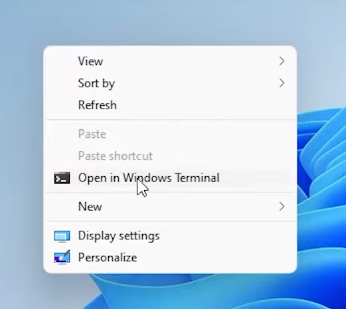 View
Sort by
Refresh
Paste
Paste shortcut
Open in Windows Terminal
New
Display settings
Personalize